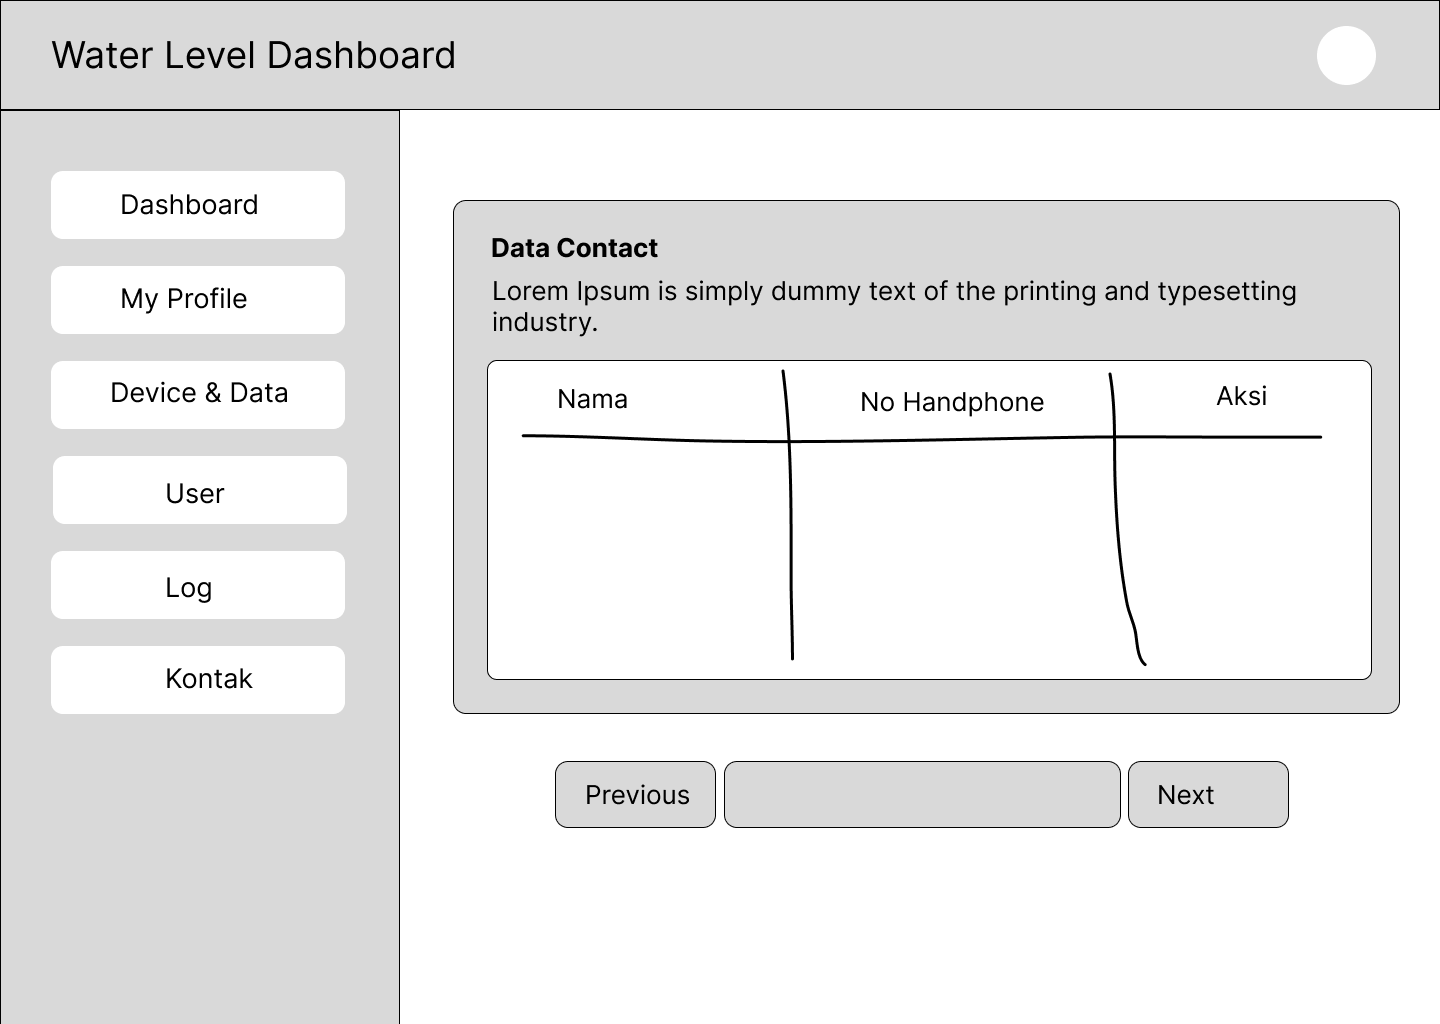 Water Level Dashboard
Dashboard
My Profile
Device & Data
User
Log
Kontak
Data Contact
Lorem Ipsum is simply dummy text of the printing and typesetting
industry.
Nama
No Handphone
Aksi
Previous
Next